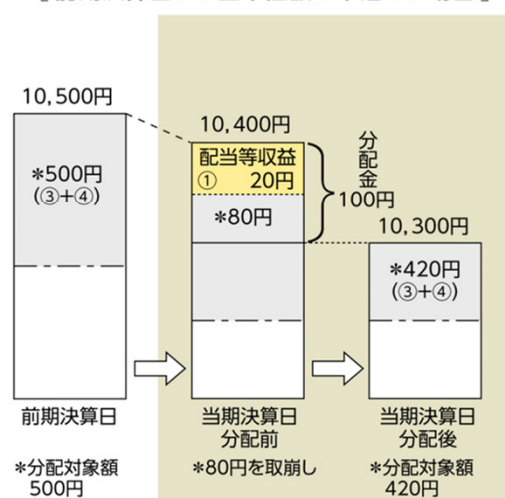 10,500円
10,400円
配当等収益
① 20円
分配金
100円
10,300円
*500円
(③+④)
*80円
*420円
(③+④)
前期決算日
当期決算日
分配前
当期決算日
分配後
*分配対象額
500円
*80円を取崩し
*分配対象額
420円